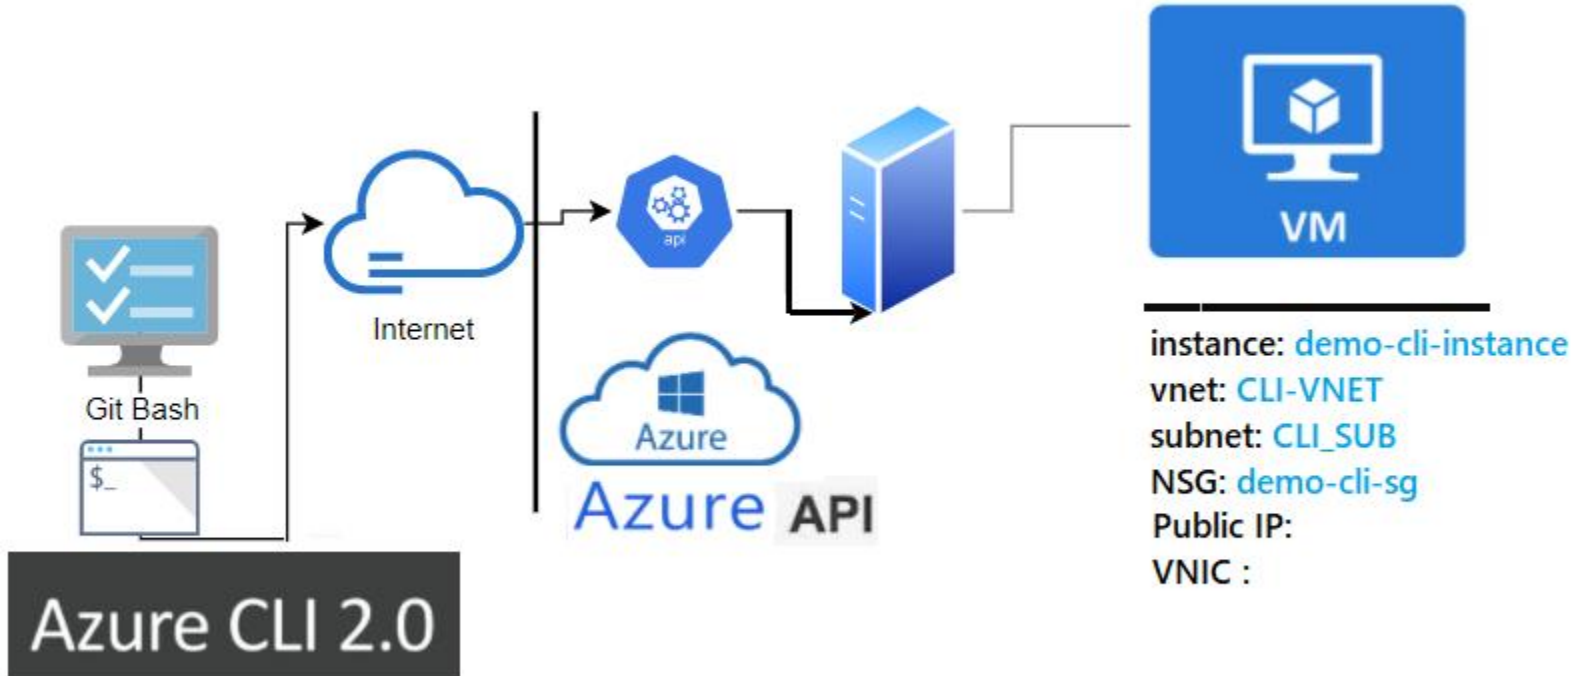 Git Bash
$_
Azure CLI 2.0
Internet
api
Azure
Azure API
VM
instance: demo-cli-instance
vnet: CLI-VNET
subnet: CLI_SUB
NSG: demo-cli-sg
Public IP:
VNIC :